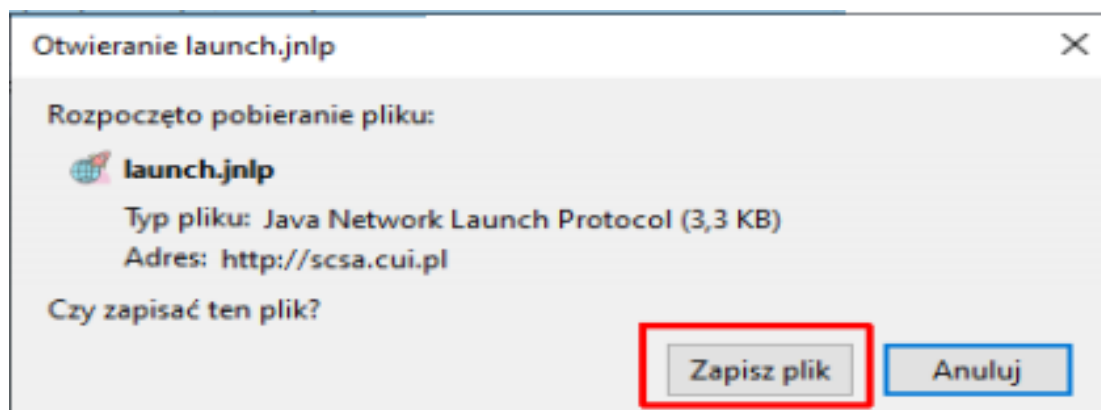 Otwieranie launch.jnlp
Rozpoczęto pobieranie pliku:
launch.jnlp
Typ pliku: Java Network Launch Protocol (3,3 KB)
Adres: http://scsa.cui.pl
Czy zapisać ten plik?
Zapisz plik Anuluj